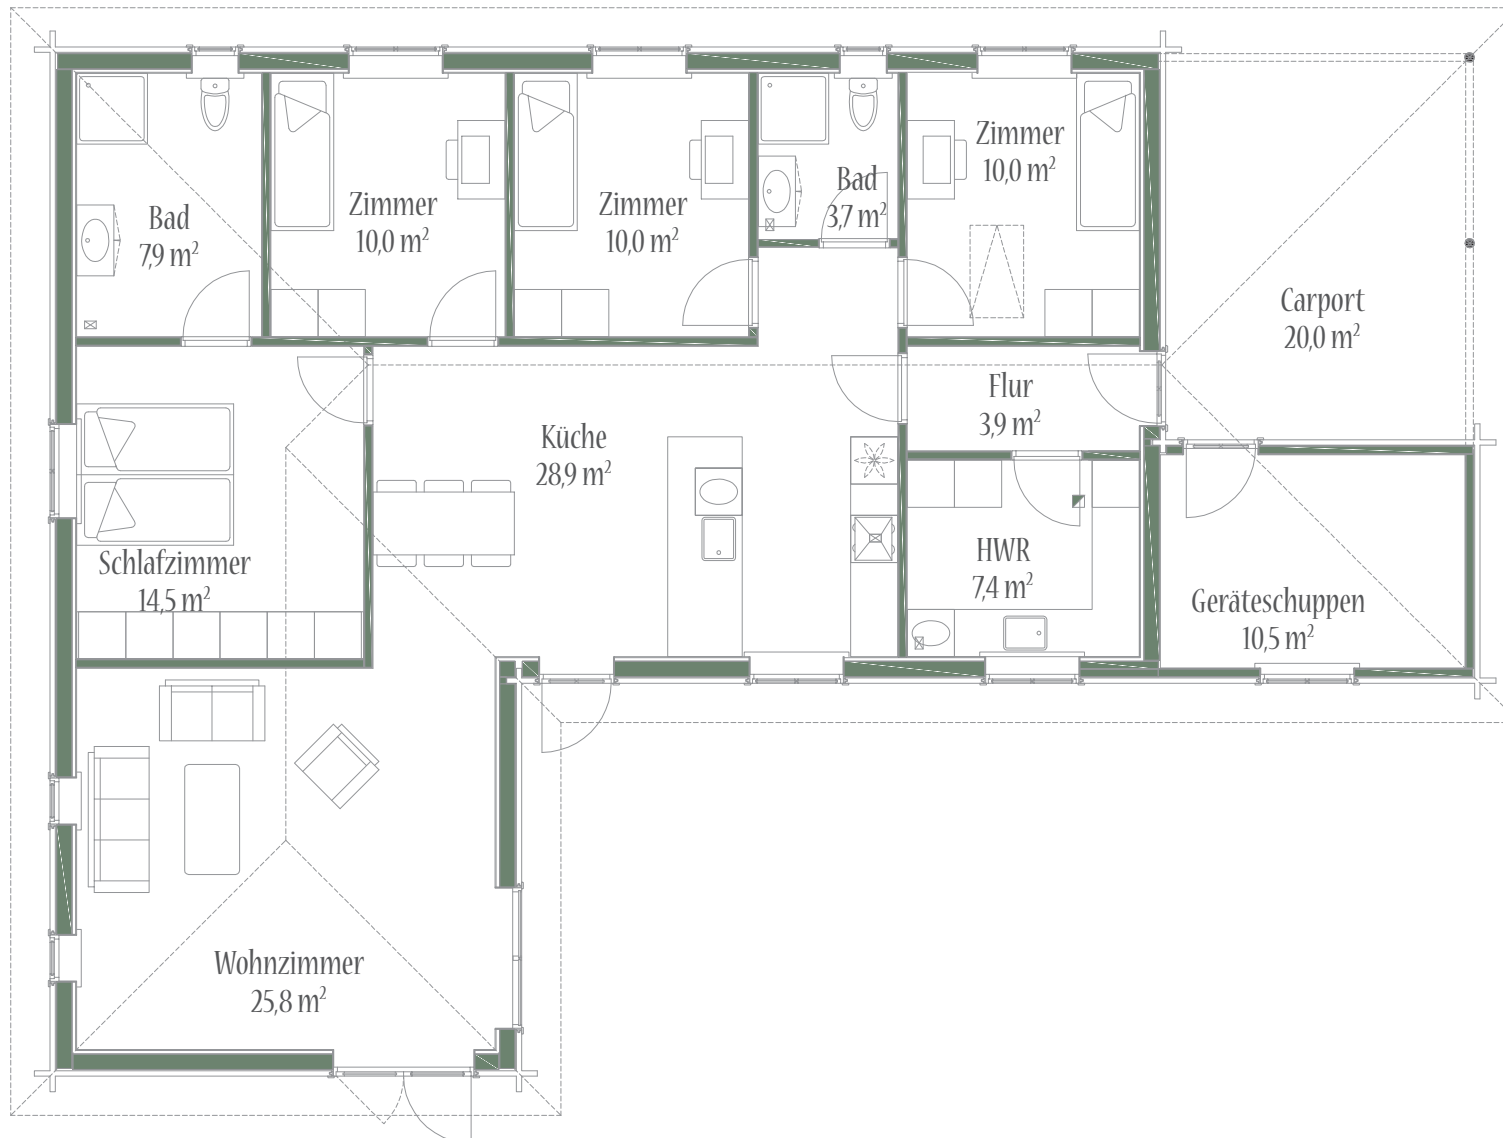 Bad
7,9 m²
Zimmer
10,0 m²
Zimmer
10,0 m²
Bad
3,7 m²
Zimmer
10,0 m²
Carport
20,0 m²
Flur
3,9 m²
Küche
28,9 m²
Schlafzimmer
14,5 m²
HWR
7,4 m²
Geräteschuppen
10,5 m²
Wohnzimmer
25,8 m²